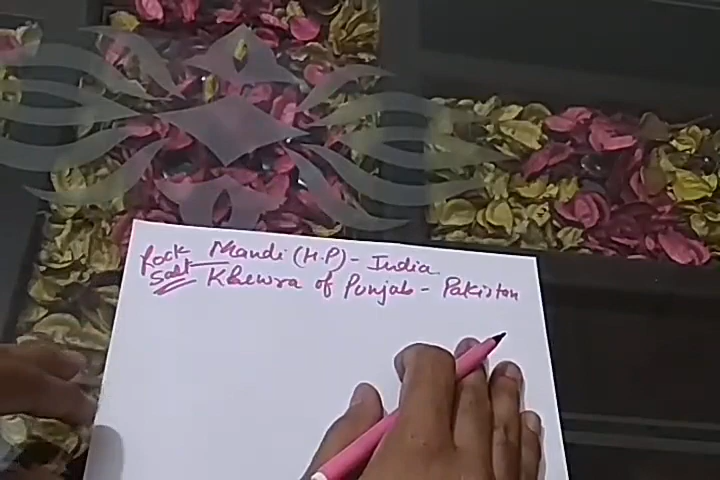 Rock Mandi (H.P) - India
Salt Khewra of Punjab - Pakistan